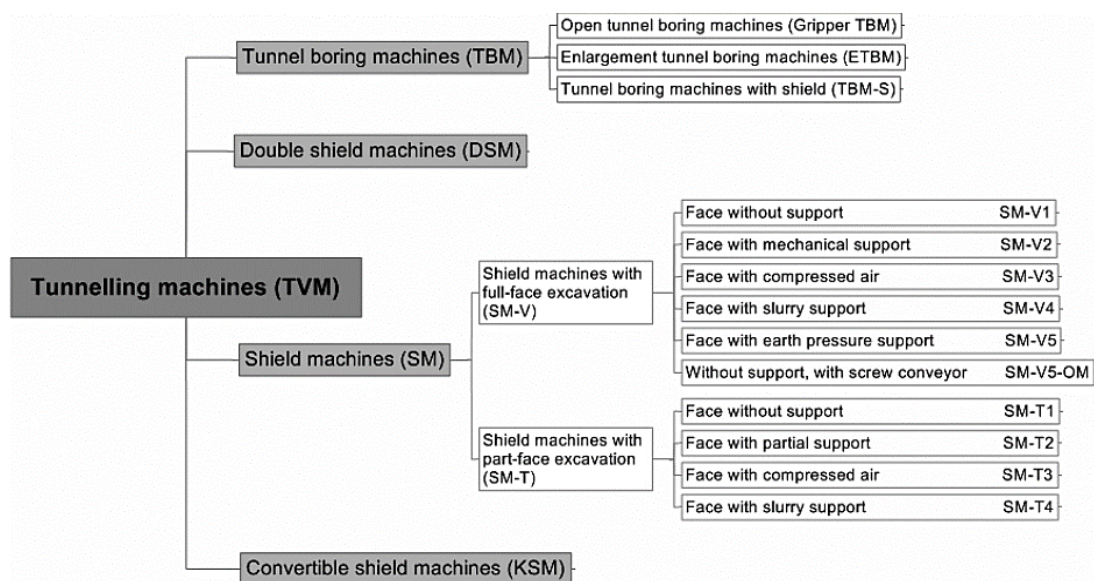 Open tunnel boring machines (Gripper TBM)
Tunnel boring machines (TBM)
Enlargement tunnel boring machines (ETBM)
Tunnel boring machines with shield (TBM-S)
Double shield machines (DSM)
Tunnelling machines (TVM)
Shield machines (SM)
Shield machines with
full-face excavation
(SM-V)
Face without support SM-V1
Face with mechanical support SM-V2
Face with compressed air SM-V3
Face with slurry support SM-V4
Face with earth pressure support SM-V5
Without support, with screw conveyor SM-V5-OM
Shield machines with
part-face excavation
(SM-T)
Face without support SM-T1
Face with partial support SM-T2
Face with compressed air SM-T3
Face with slurry support SM-T4
Convertible shield machines (KSM)